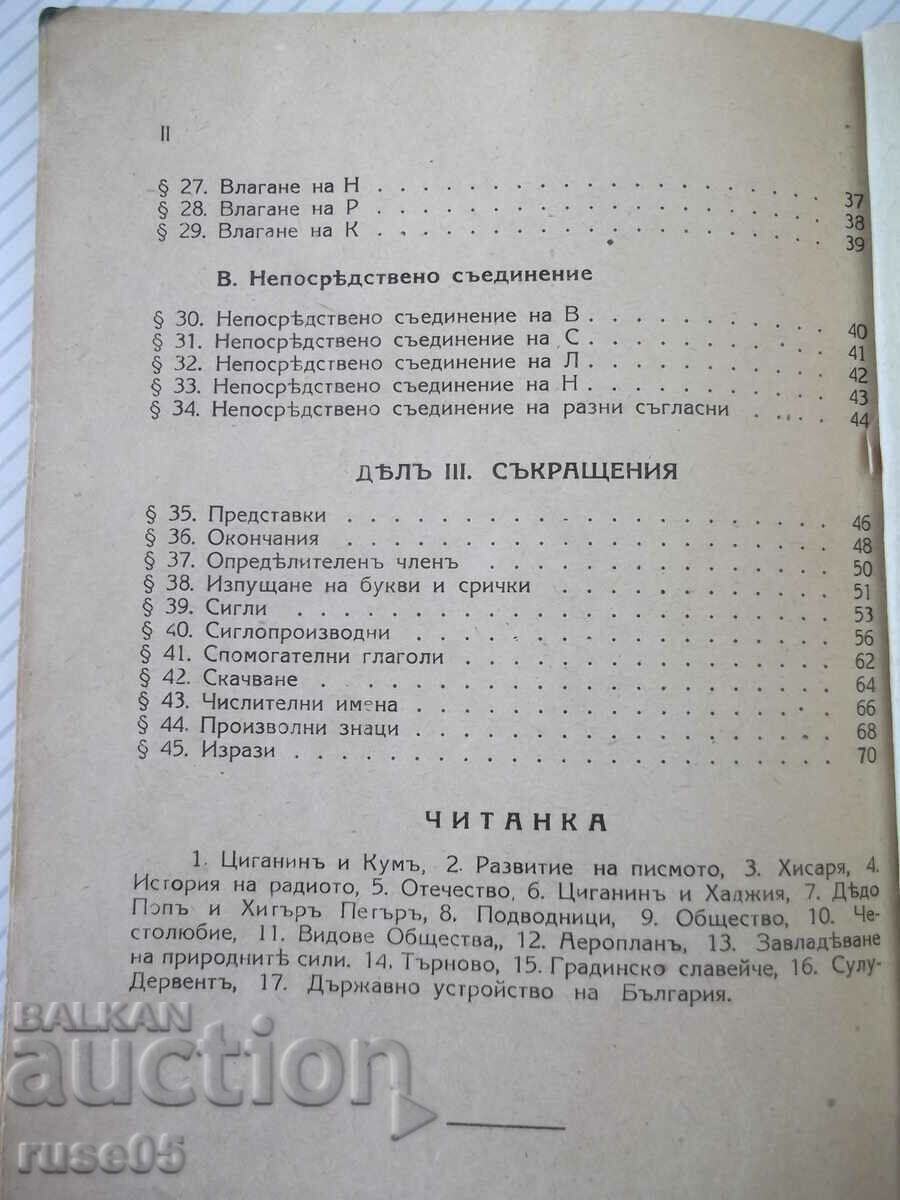 II
§ 27. Влагане на Н . . . . . . . . . . . . . . . . . . . . 37
§ 28. Влагане на Р . . . . . . . . . . . . . . . . . . . . 38
§ 29. Влагане на К . . . . . . . . . . . . . . . . . . . . 39
В. Непосрѣдствено съединение
§ 30. Непосрѣдствено съединение на В . . . . . . . . . . 40
§ 31. Непосрѣдствено съединение на С . . . . . . . . . . 41
§ 32. Непосрѣдствено съединение на Л . . . . . . . . . . 42
§ 33. Непосрѣдствено съединение на Н . . . . . . . . . . 43
§ 34. Непосрѣдствено съединение на разни съгласни . . . . 44
ДѢЛЪ III. СЪКРАЩЕНИЯ
§ 35. Представки . . . . . . . . . . . . . . . . . . . . 46
§ 36. Окончания . . . . . . . . . . . . . . . . . . . . 48
§ 37. Опредѣлителенъ членъ . . . . . . . . . . . . . . . 50
§ 38. Изпущане на букви и срички . . . . . . . . . . . . 51
§ 39. Сигли . . . . . . . . . . . . . . . . . . . . . . 53
§ 40. Сиглопроизводни . . . . . . . . . . . . . . . . . 56
§ 41. Спомогателни глаголи . . . . . . . . . . . . . . . 62
§ 42. Скачване . . . . . . . . . . . . . . . . . . . . . 64
§ 43. Числителни имена . . . . . . . . . . . . . . . . . 66
§ 44. Произволни знаци . . . . . . . . . . . . . . . . . 68
§ 45. Изрази . . . . . . . . . . . . . . . . . . . . . . 70
ЧИТАНКА
1. Циганинъ и Кумъ, 2. Развитие на писмото, 3. Хисаря, 4.
История на радиото, 5. Отечество, 6. Циганинъ и Хаджия, 7. Дѣдо
Попъ и Хитъръ Петъръ, 8. Подводници, 9. Общество, 10. Че-
столюбие, 11. Видове Общества,, 12. Аеропланъ, 13. Завладѣване
на природнитѣ сили. 14. Търново, 15. Градинско славейче, 16. Сулу-
Дервентъ, 17. Държавно устройство на България.
BALKAN
auction
ruse05